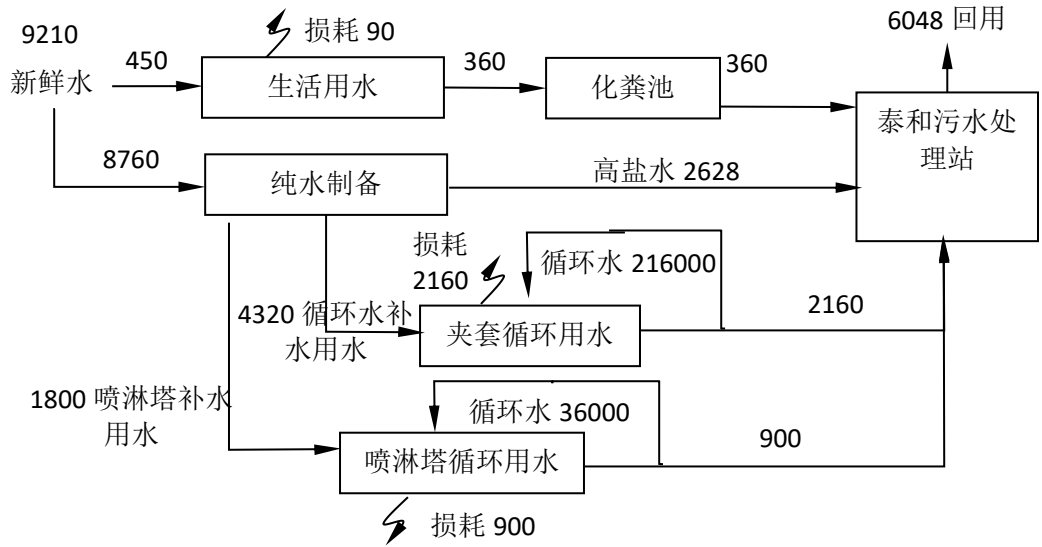 9210
新鲜水
450
损耗 90
生活用水
360
化粪池
360
6048 回用
泰和污水处
理站
8760
纯水制备
高盐水 2628
损耗
2160
循环水 216000
4320 循环水补
水用水
夹套循环用水
2160
1800 喷淋塔补水
用水
循环水 36000
喷淋塔循环用水
900
损耗 900